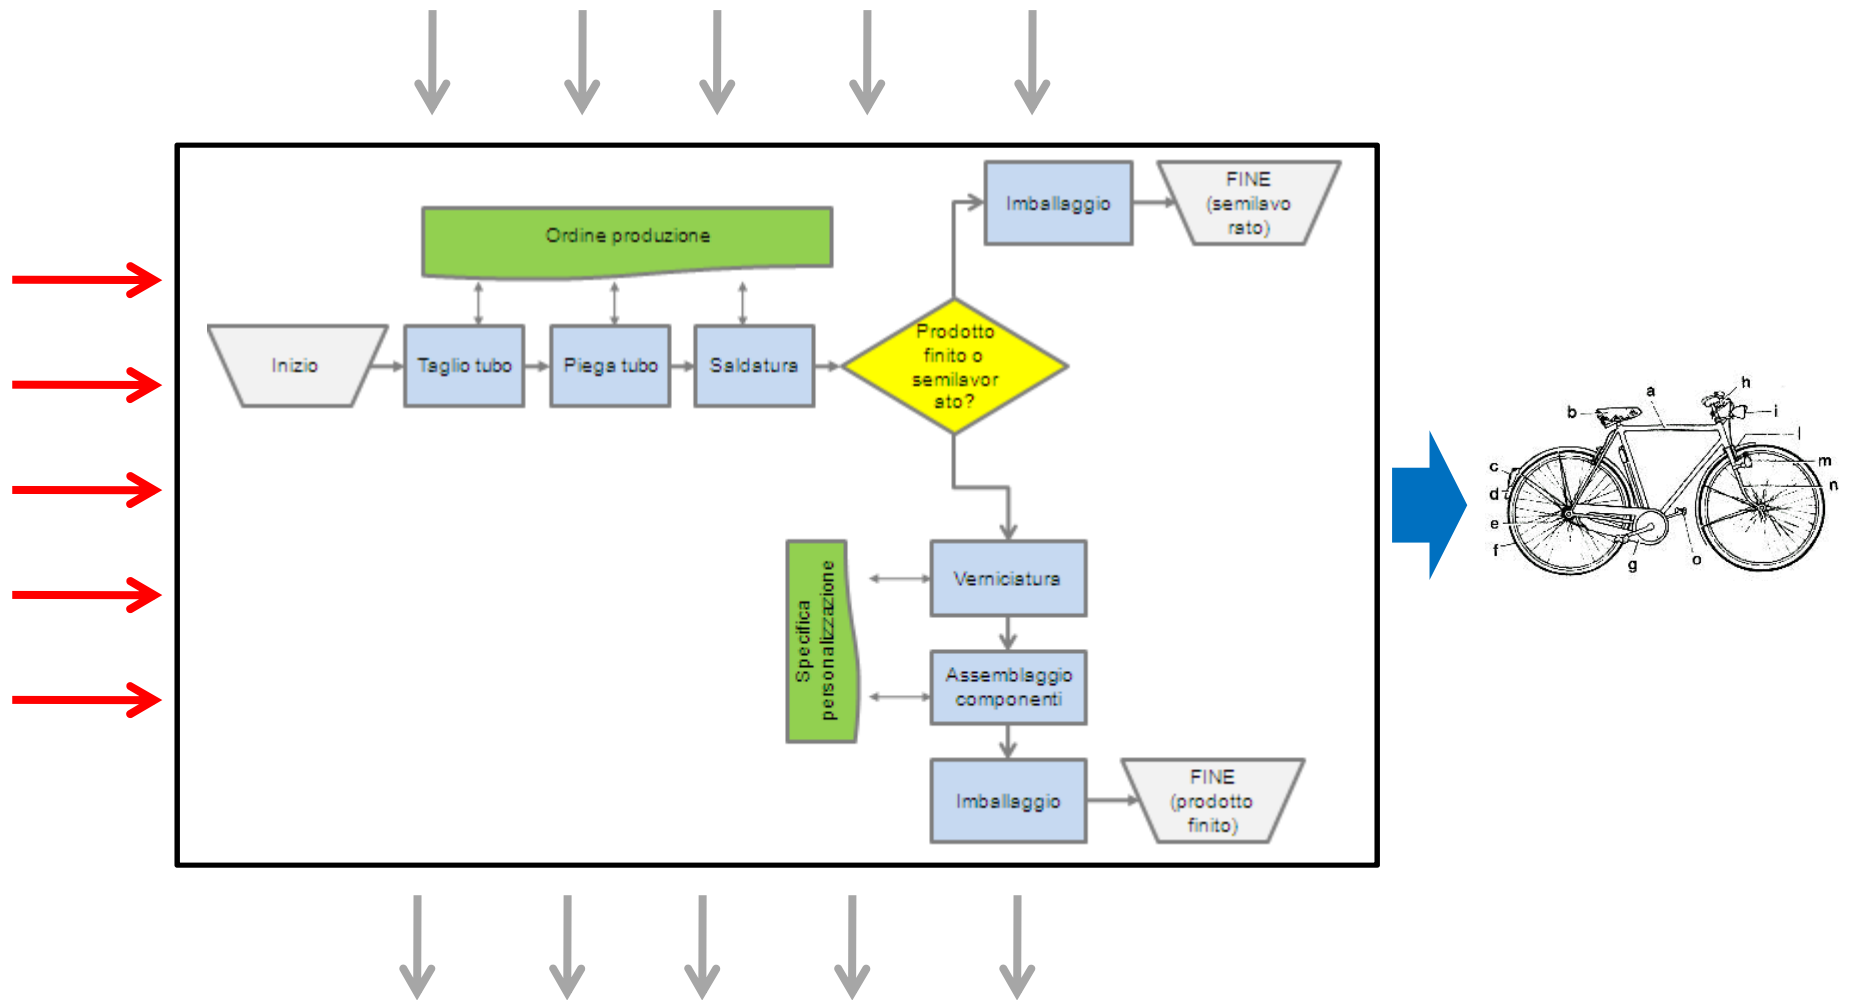 Imballaggio
FINE
(semilavo
rato)
Ordine produzione
Inizio
Taglio tubo
Piega tubo
Saldatura
Prodotto
finito o
semilavor
ato?
Verniciatura
Specifica
personalizzazione
Assemblaggio
componenti
Imballaggio
FINE
(prodotto
finito)
h
a
b
i
l
c
m
d
n
e
f
g
o